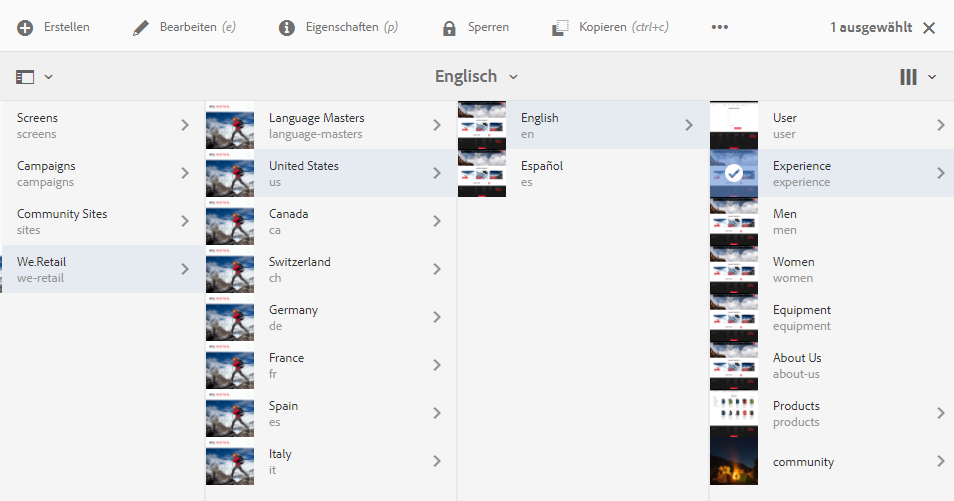 Erstellen
Bearbeiten (e)
Eigenschaften (p)
Sperren
Kopieren (ctrl+c)
1 ausgewählt
Englisch
Screens
screens
Campaigns
campaigns
Community Sites
sites
We.Retail
we-retail
Language Masters
language-masters
United States
us
Canada
ca
Switzerland
ch
Germany
de
France
fr
Spain
es
Italy
it
English
en
Español
es
User
user
Experience
experience
Men
men
Women
women
Equipment
equipment
About Us
about-us
Products
products
community